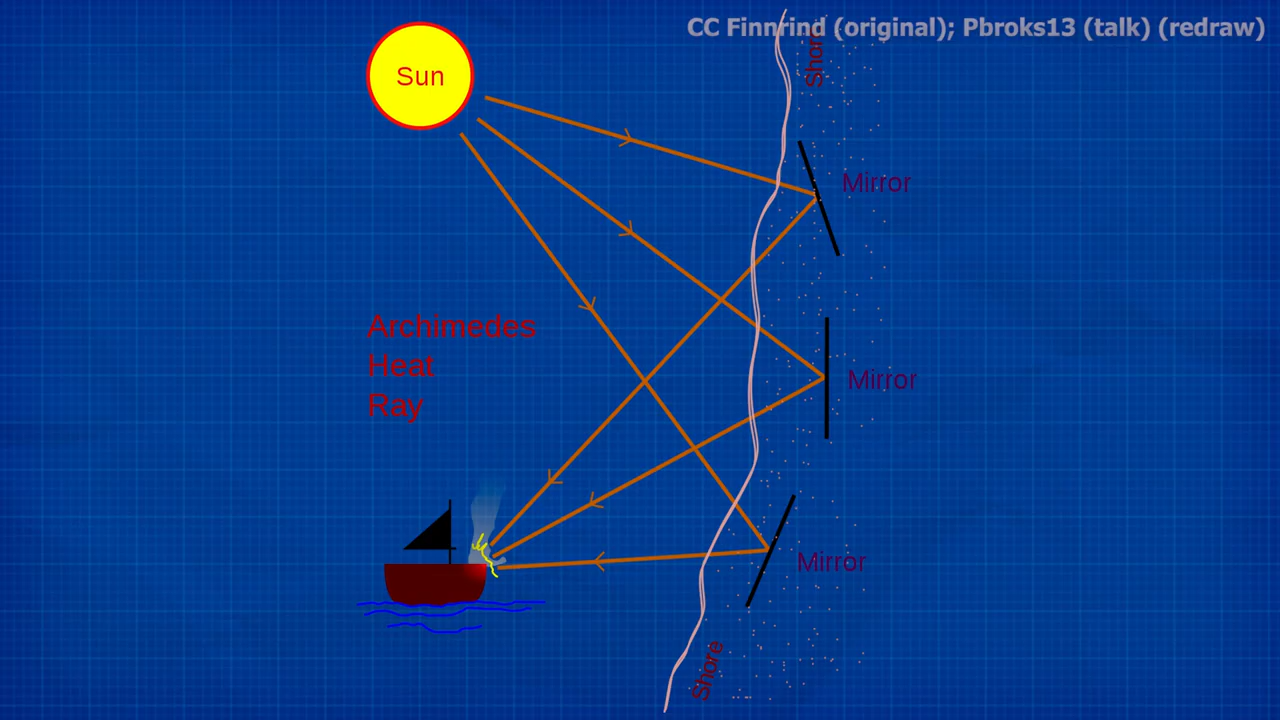 CC Finnrind (original); Pbroks13 (talk) (redraw)
Sun
Shore
Mirror
Archimedes
Heat
Ray
Mirror
Mirror
Shore